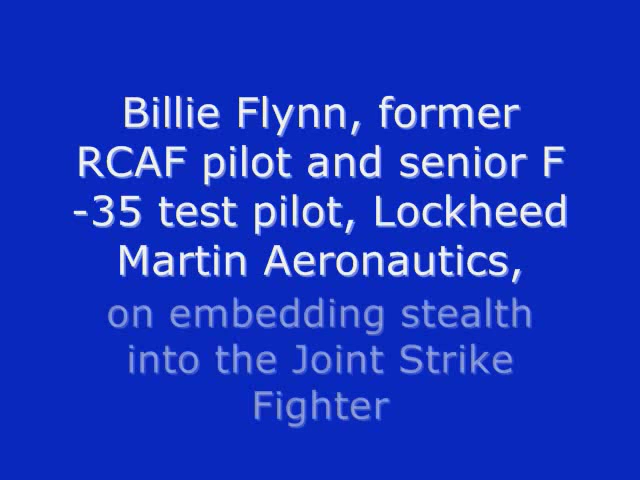 Billie Flynn, former
RCAF pilot and senior F
-35 test pilot, Lockheed
Martin Aeronautics,
on embedding stealth
into the Joint Strike
Fighter